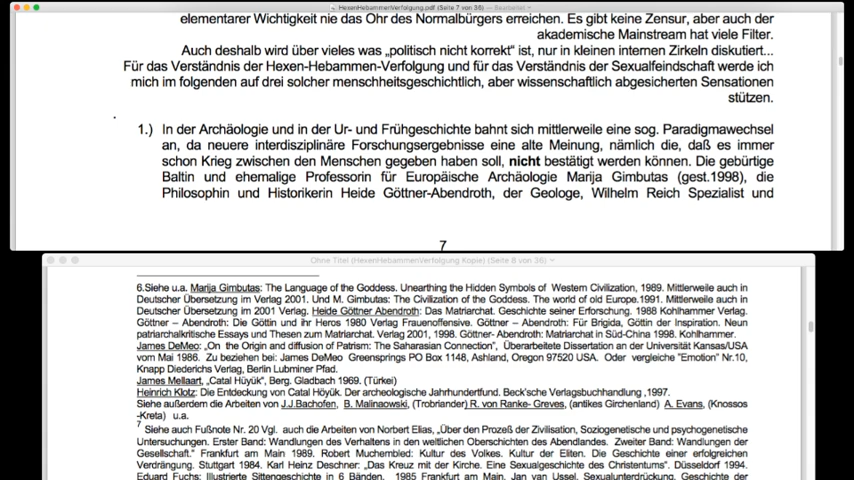 HexenHebammenVerfolgung.pdf (Seite 7 von 36) — Bearbeitet
elementarer Wichtigkeit nie das Ohr des Normalbürgers erreichen. Es gibt keine Zensur, aber auch der
akademische Mainstream hat viele Filter.
Auch deshalb wird über vieles was „politisch nicht korrekt“ ist, nur in kleinen internen Zirkeln diskutiert...
Für das Verständnis der Hexen-Hebammen-Verfolgung und für das Verständnis der Sexualfeindschaft werde ich
mich im folgenden auf drei solcher menschheitsgeschichtlich, aber wissenschaftlich abgesicherten Sensationen
stützen.
1.) In der Archäologie und in der Ur- und Frühgeschichte bahnt sich mittlerweile eine sog. Paradigmawechsel
an, da neuere interdisziplinäre Forschungsergebnisse eine alte Meinung, nämlich die, daß es immer
schon Krieg zwischen den Menschen gegeben haben soll, nicht bestätigt werden können. Die gebürtige
Baltin und ehemalige Professorin für Europäische Archäologie Marija Gimbutas (gest.1998), die
Philosophin und Historikerin Heide Göttner-Abendroth, der Geologe, Wilhelm Reich Spezialist und
7
Ohne Titel (HexenHebammenVerfolgung Kopie) (Seite 8 von 36)
6.Siehe u.a. Marija Gimbutas: The Language of the Goddess. Unearthing the Hidden Symbols of Western Civilization, 1989. Mittlerweile auch in
Deutscher Übersetzung im Verlag 2001. Und M. Gimbutas: The Civilization of the Goddess. The world of old Europe.1991. Mittlerweile auch in
Deutscher Übersetzung im 2001 Verlag. Heide Göttner Abendroth: Das Matriarchat. Geschichte seiner Erforschung. 1988 Kohlhammer Verlag.
Göttner – Abendroth: Die Göttin und ihr Heros 1980 Verlag Frauenoffensive. Göttner – Abendroth: Für Brigida, Göttin der Inspiration. Neun
patriarchalkritische Essays und Thesen zum Matriarchat. Verlag 2001, 1998. Göttner- Abendroth: Matriarchat in Süd-China 1998. Kohlhammer.
James DeMeo: „On the Origin and diffusion of Patrism: The Saharasian Connection”, Überarbeitete Dissertation an der Universität Kansas/USA
vom Mai 1986. Zu beziehen bei: James DeMeo Greensprings PO Box 1148, Ashland, Oregon 97520 USA. Oder vergleiche ”Emotion” Nr.10,
Knapp Diederichs Verlag, Berlin Lubminer Pfad.
James Mellaart, „Catal Hüyük”, Berg. Gladbach 1969. (Türkei)
Heinrich Klotz: Die Entdeckung von Catal Höyük. Der archeologische Jahrhundertfund. Beck'sche Verlagsbuchhandlung ,1997.
Siehe außerdem die Arbeiten von J.J.Bachofen, B. Malinaowski, (Trobriander) R. von Ranke- Greves, (antikes Girchenland) A. Evans, (Knossos
-Kreta) u.a.
7 Siehe auch Fußnote Nr. 20 Vgl. auch die Arbeiten von Norbert Elias, „Über den Prozeß der Zivilisation, Soziogenetische und psychogenetische
Untersuchungen. Erster Band: Wandlungen des Verhaltens in den weltlichen Oberschichten des Abendlandes. Zweiter Band: Wandlungen der
Gesellschaft.” Frankfurt am Main 1989. Robert Muchembled: Kultur des Volkes. Kultur der Eliten. Die Geschichte einer erfolgreichen
Verdrängung. Stuttgart 1984. Karl Heinz Deschner: „Das Kreuz mit der Kirche. Eine Sexualgeschichte des Christentums”. Düsseldorf 1994.
Eduard Fuchs: Illustrierte Sittengeschichte in 6 Bänden. 1985 Frankfurt am Main. Jan van Ussel. Sexualunterdrückung. Geschichte der